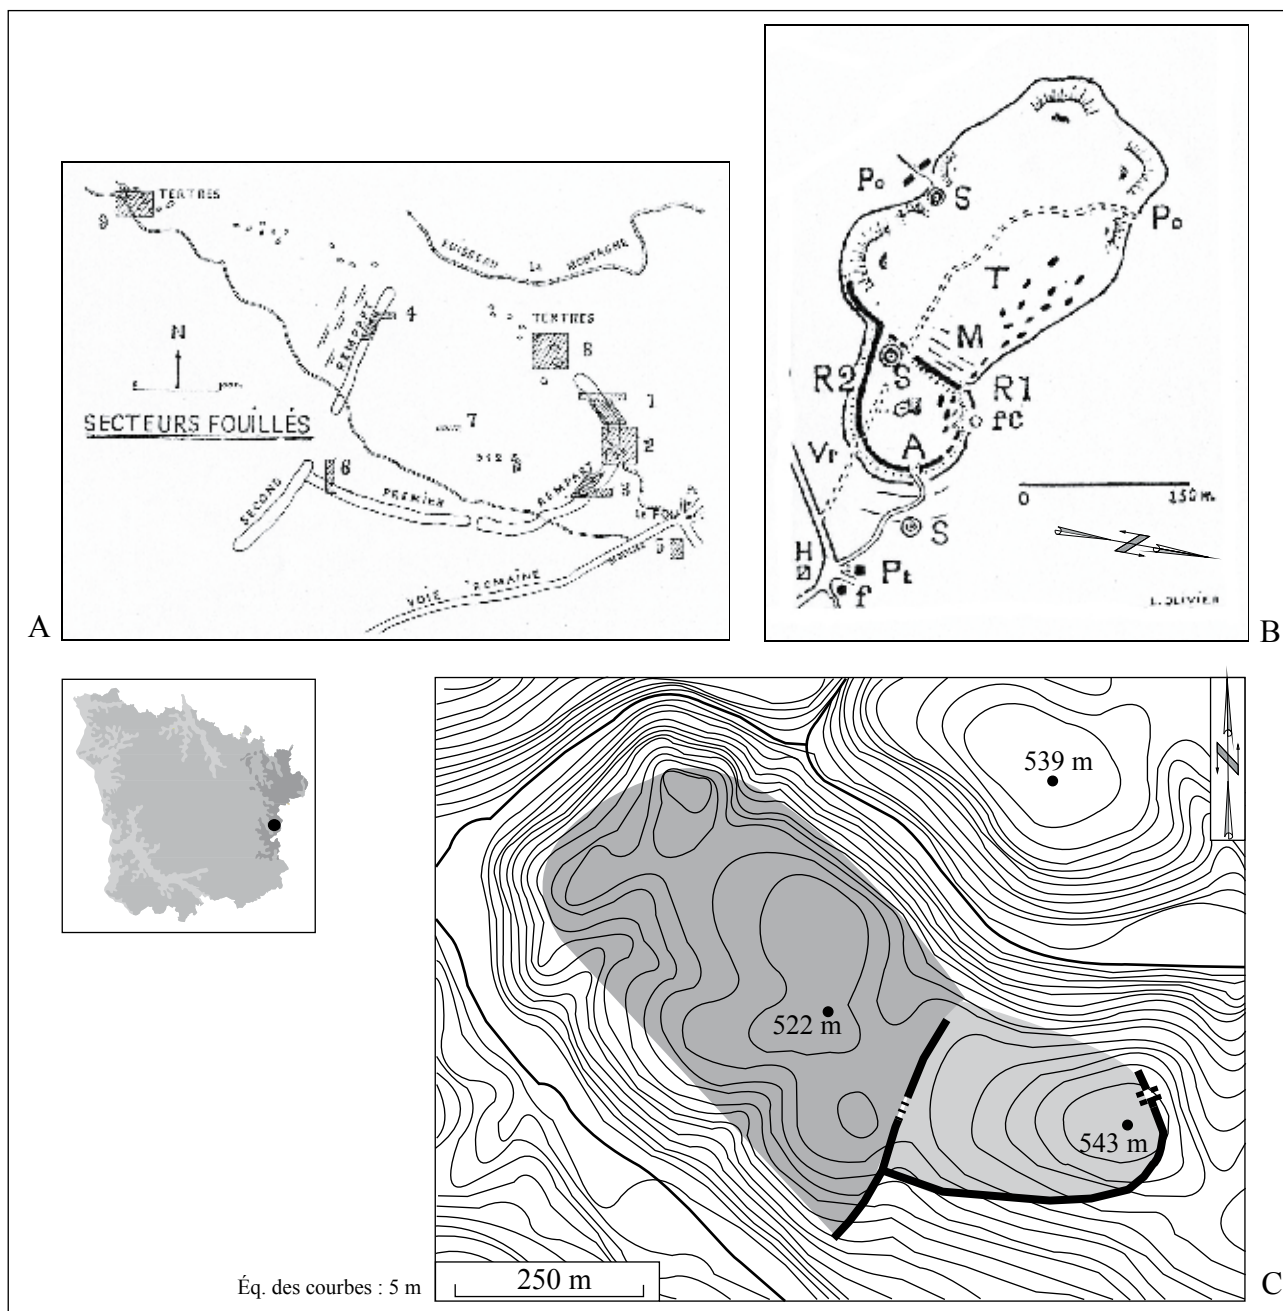 TERTRES
9
RUISSEAU LA MONTAGNE
N
REMPART
4
TERTRES
8
SECTEURS FOUILLÉS
7
1
2
6
SECOND
PREMIER
REMPART
3
5
VOIE ROMAINE
A
Po
S
Po
T
M
R2
S
R1
fc
A
Vr
0
150 m.
S
H
Pt
f
L. OLIVIER
B
539 m
522 m
543 m
Éq. des courbes : 5 m
250 m
C